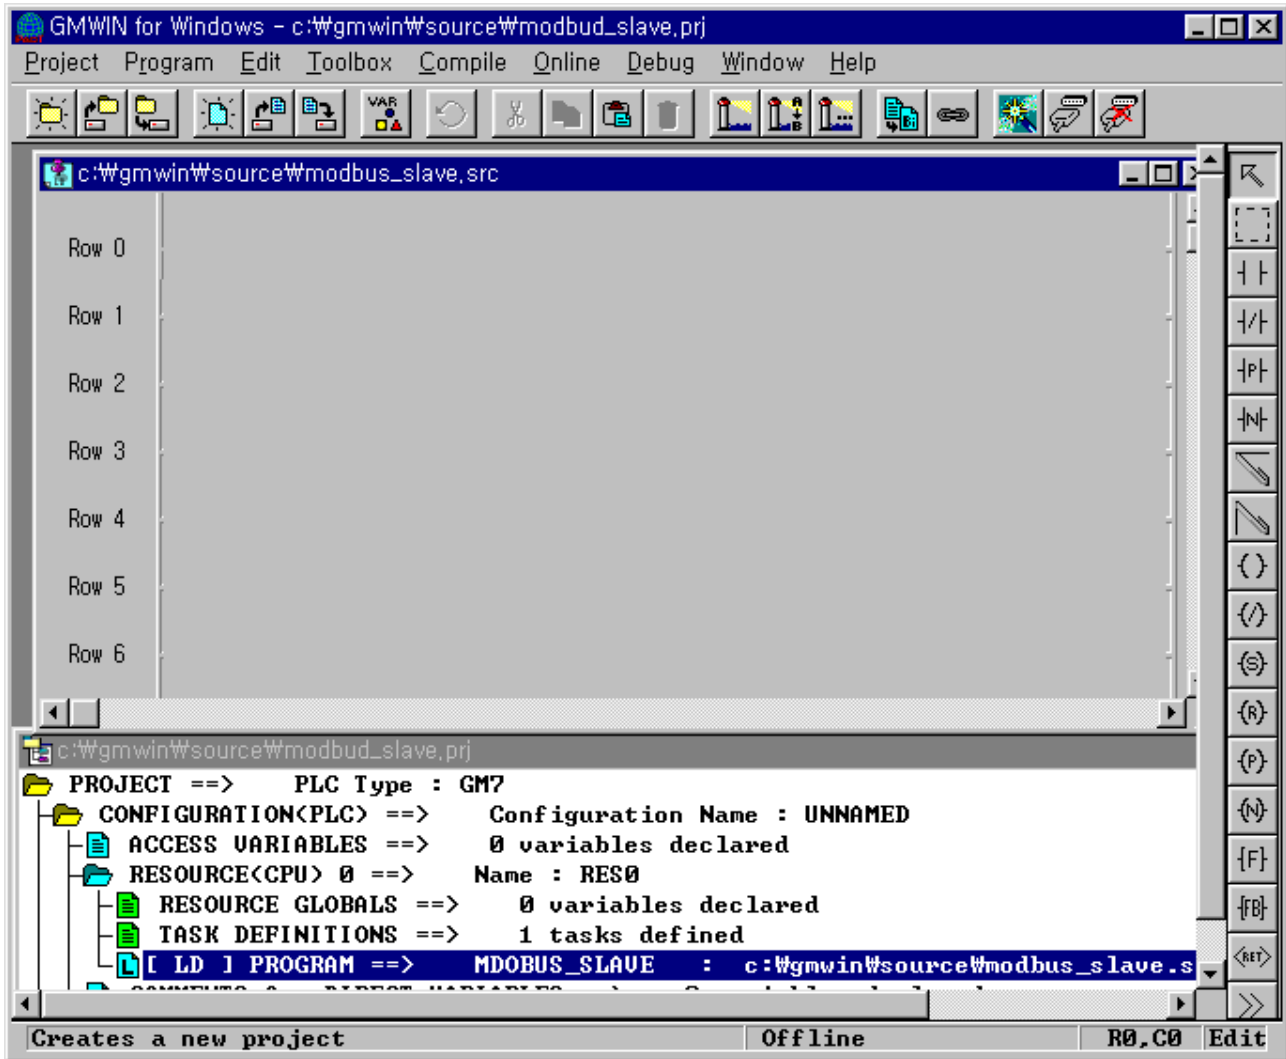 GMWIN for Windows - c:₩gmwin₩source₩modbud_slave.prj
Project Program Edit Toolbox Compile Online Debug Window Help
VAR
c:₩gmwin₩source₩modbus_slave.src
Row 0
Row 1
Row 2
Row 3
Row 4
Row 5
Row 6
P
N
S
R
P
N
F
FB
RET
c:₩gmwin₩source₩modbud_slave.prj
PROJECT ==> PLC Type : GM7
CONFIGURATION(PLC) ==> Configuration Name : UNNAMED
ACCESS VARIABLES ==> 0 variables declared
RESOURCE(CPU) 0 ==> Name : RES0
RESOURCE GLOBALS ==> 0 variables declared
TASK DEFINITIONS ==> 1 tasks defined
L [ LD ] PROGRAM ==> MDOBUS_SLAVE : c:₩gmwin₩source₩modbus_slave.s
Creates a new project Offline R0,C0 Edit